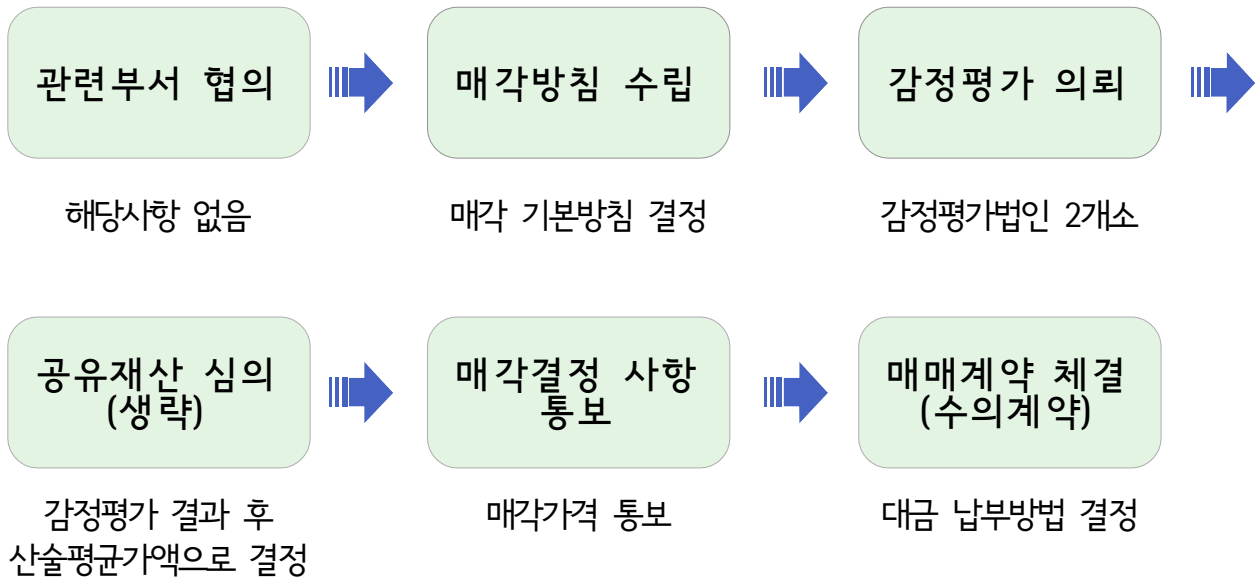 관련부서 협의
매각방침 수립
감정평가 의뢰
해당사항 없음
매각 기본방침 결정
감정평가법인 2개소
공유재산 심의
(생략)
매각결정 사항
통보
매매계약 체결
(수의계약)
감정평가 결과 후
산술평균가액으로 결정
매각가격 통보
대금 납부방법 결정